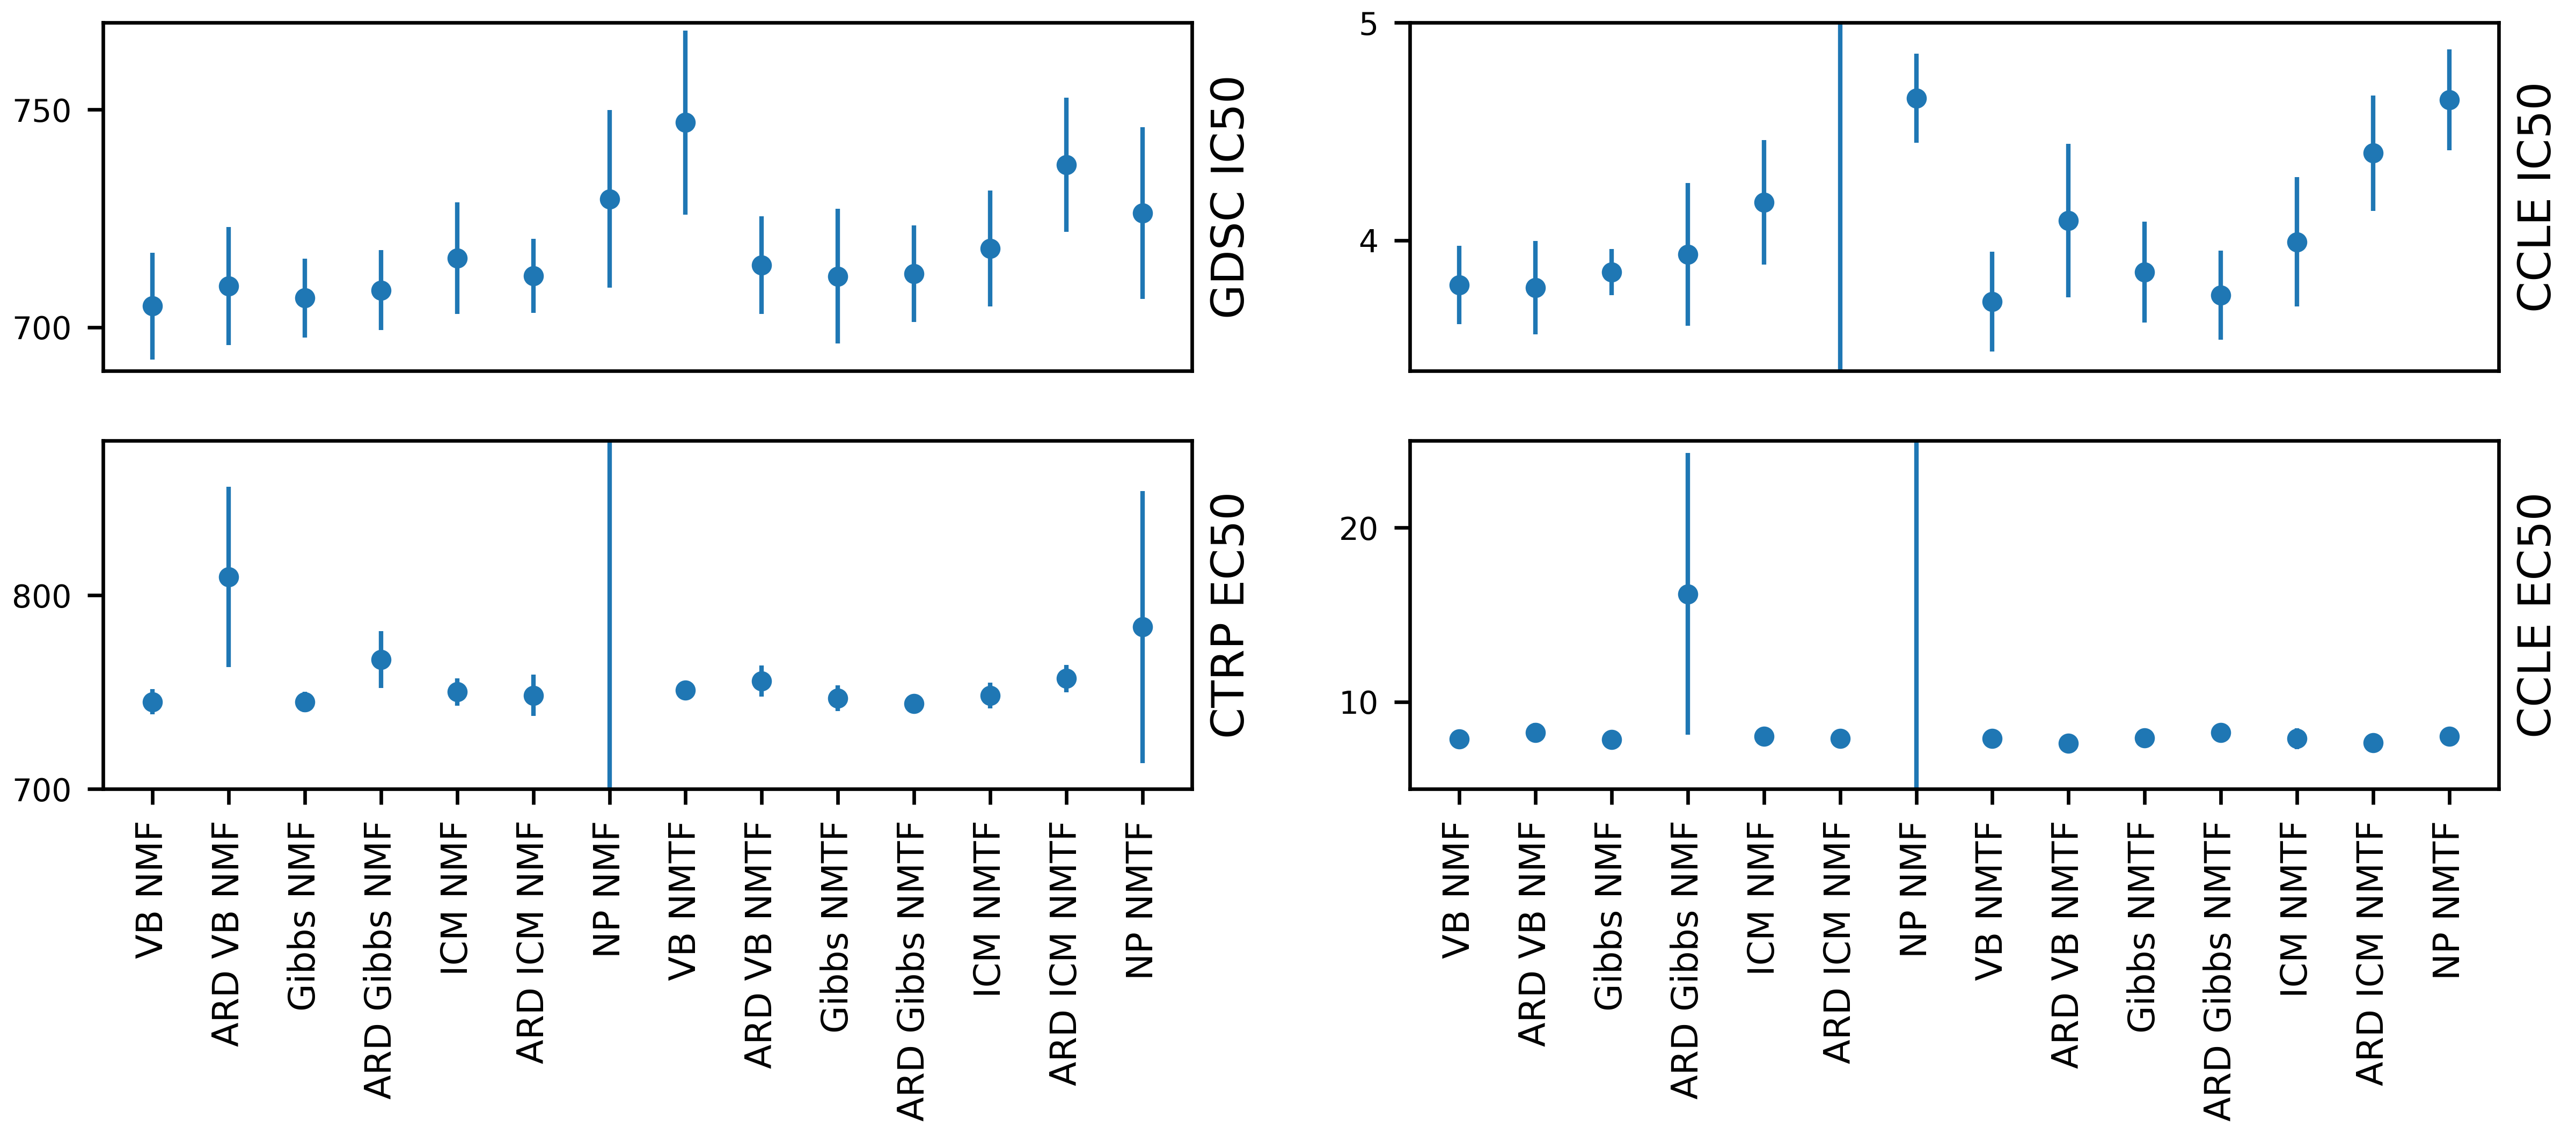 750
700
GDSC IC50
5
4
CCLE IC50
800
700
CTRP EC50
20
10
CCLE EC50
VB NMF
ARD VB NMF
Gibbs NMF
ARD Gibbs NMF
ICM NMF
ARD ICM NMF
NP NMF
VB NMTF
ARD VB NMTF
Gibbs NMTF
ARD Gibbs NMTF
ICM NMTF
ARD ICM NMTF
NP NMTF
VB NMF
ARD VB NMF
Gibbs NMF
ARD Gibbs NMF
ICM NMF
ARD ICM NMF
NP NMF
VB NMTF
ARD VB NMTF
Gibbs NMTF
ARD Gibbs NMTF
ICM NMTF
ARD ICM NMTF
NP NMTF